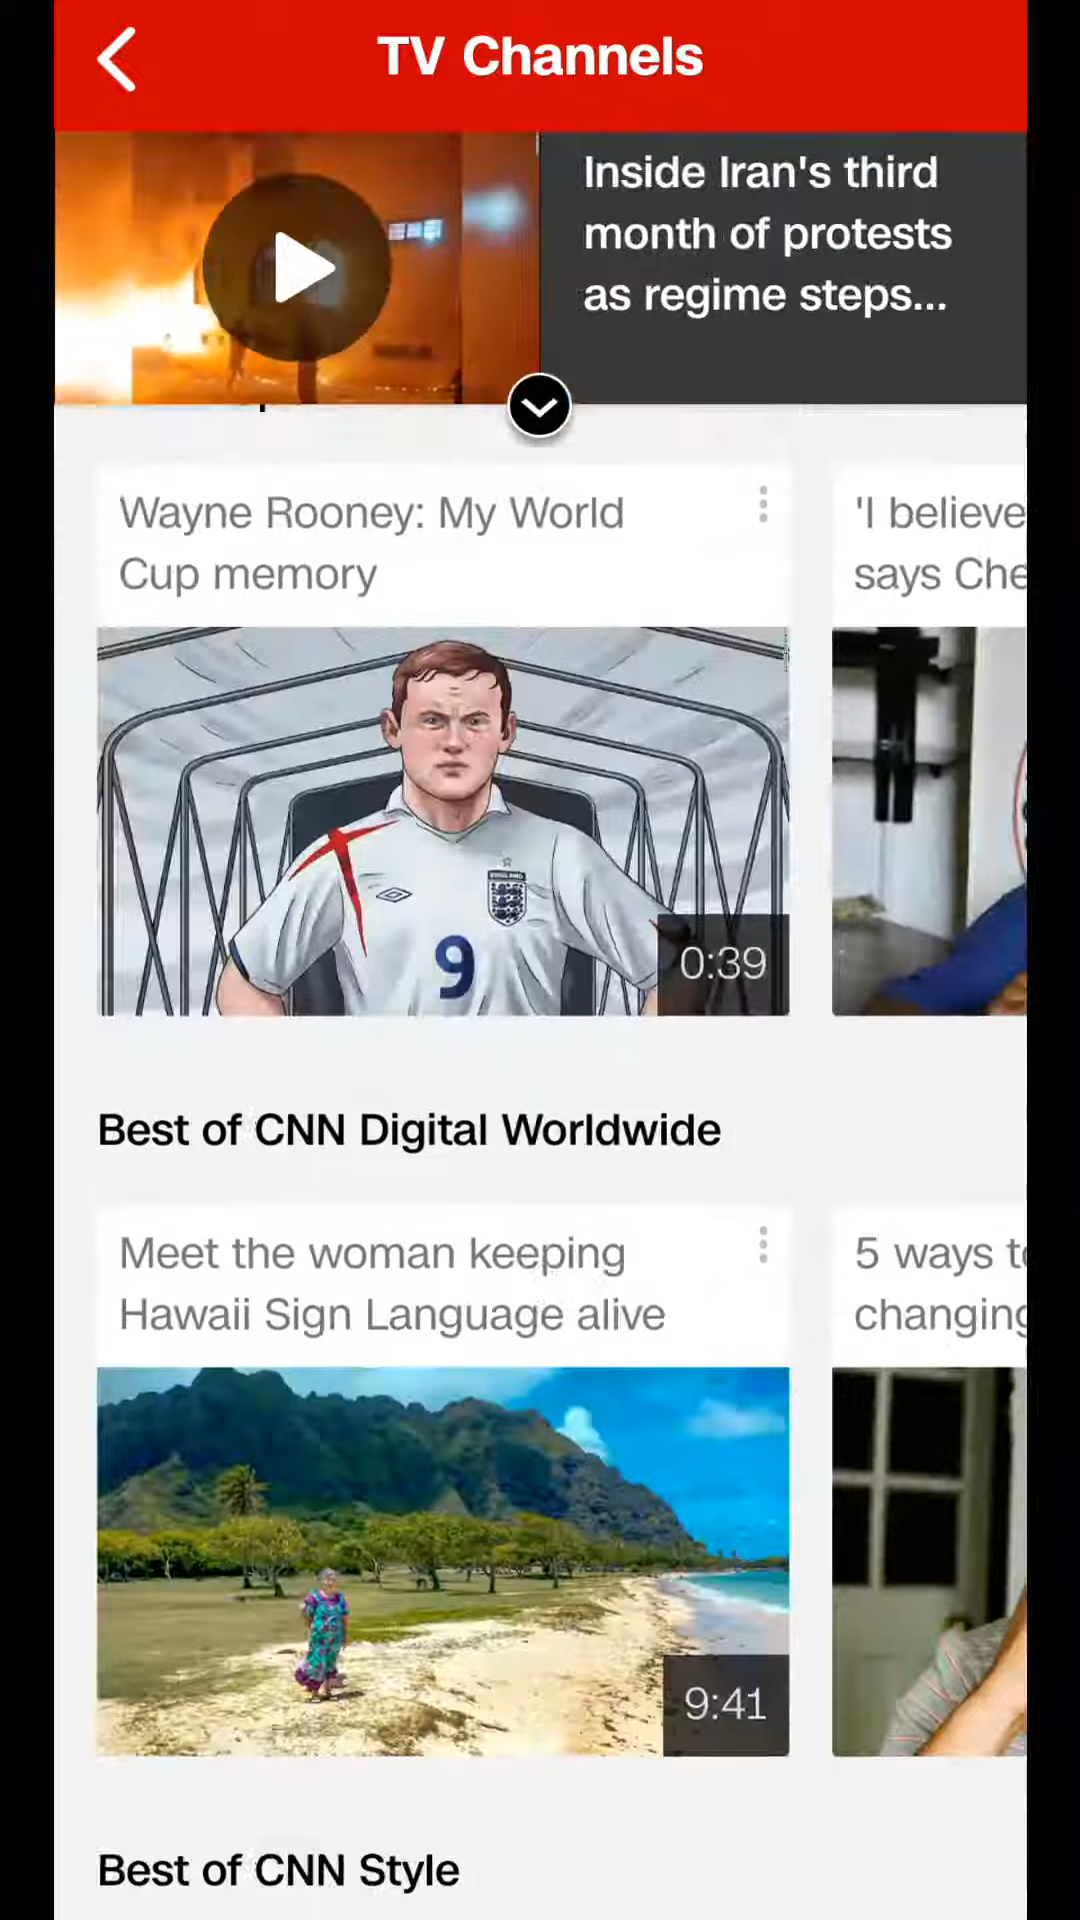 TV Channels
Inside Iran's third
month of protests
as regime steps...
Wayne Rooney: My World
Cup memory
'I believe
says Che
ENGLAND
9
0:39
Best of CNN Digital Worldwide
Meet the woman keeping
Hawaii Sign Language alive
5 ways to
changing
9:41
Best of CNN Style